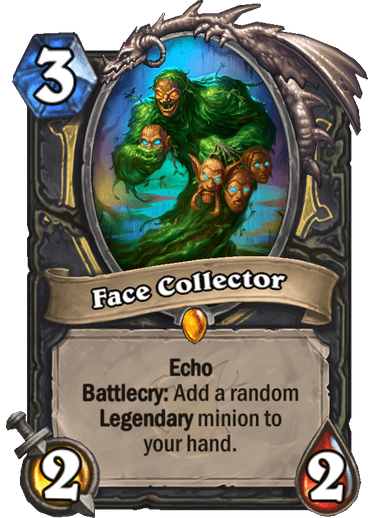 3
Face Collector
Echo
Battlecry: Add a random
Legendary minion to
your hand.
2 2